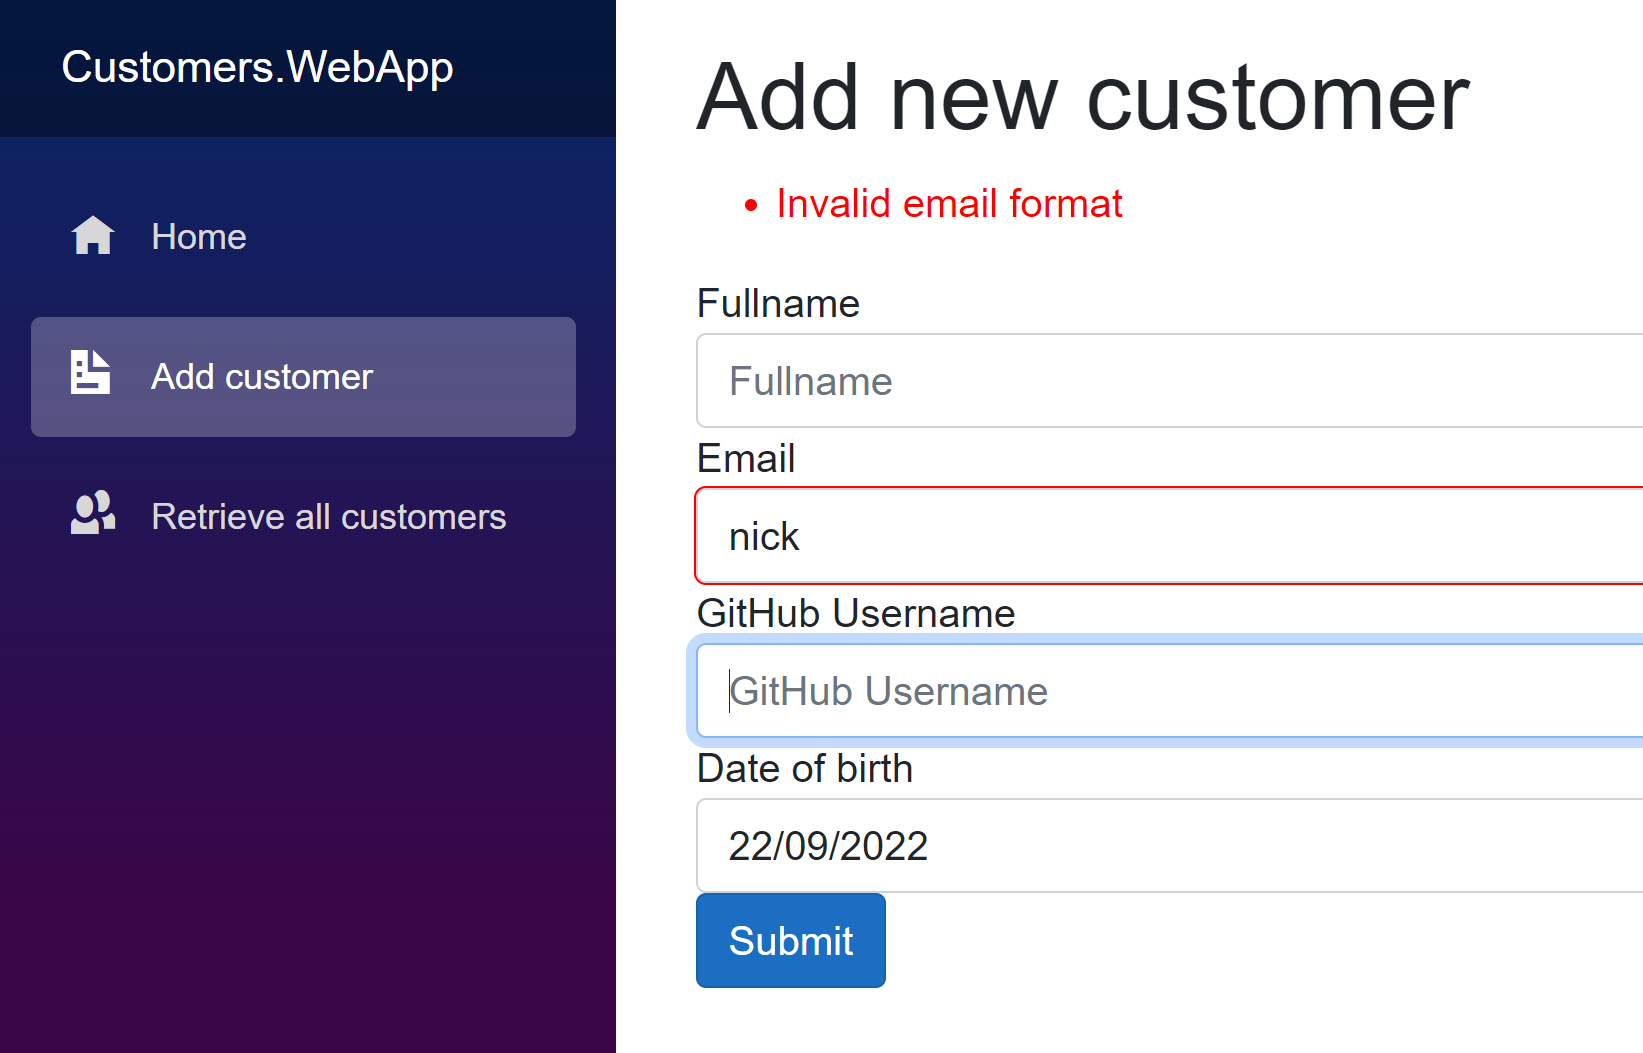 Customers.WebApp
Home
Add customer
Retrieve all customers
Add new customer
Invalid email format
Fullname
Fullname
Email
nick
GitHub Username
GitHub Username
Date of birth
22/09/2022
Submit